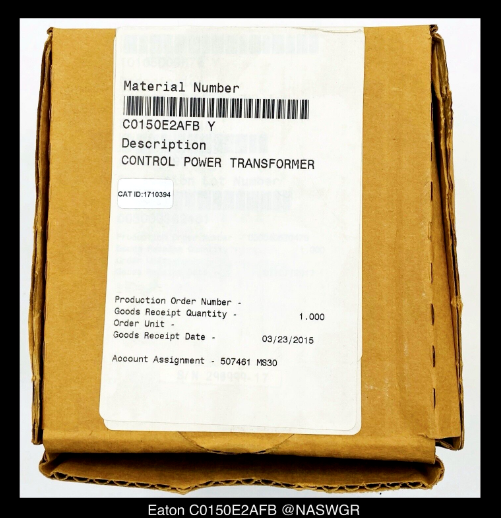 Material Number
C0150E2AFB Y
Description
CONTROL POWER TRANSFORMER
CAT ID:1710394
Production Order Number -
Goods Receipt Quantity - 1.000
Order Unit -
Goods Receipt Date - 03/23/2015
Account Assignment - 507461 MS30
Eaton C0150E2AFB @NASWGR